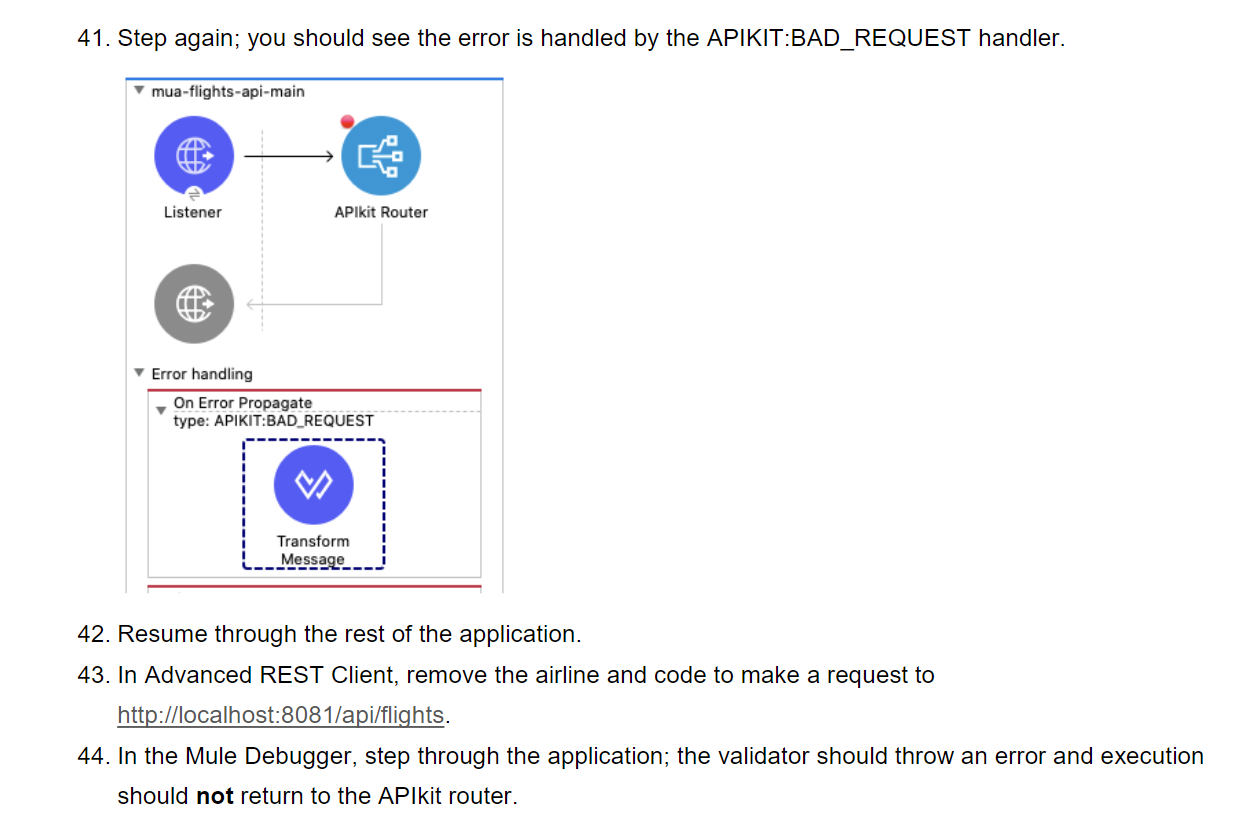 41. Step again; you should see the error is handled by the APIKIT:BAD_REQUEST handler.
mua-flights-api-main
Listener
APIkit Router
Error handling
On Error Propagate
type: APIKIT:BAD_REQUEST
Transform
Message
42. Resume through the rest of the application.
43. In Advanced REST Client, remove the airline and code to make a request to
http://localhost:8081/api/flights.
44. In the Mule Debugger, step through the application; the validator should throw an error and execution
should not return to the APIkit router.